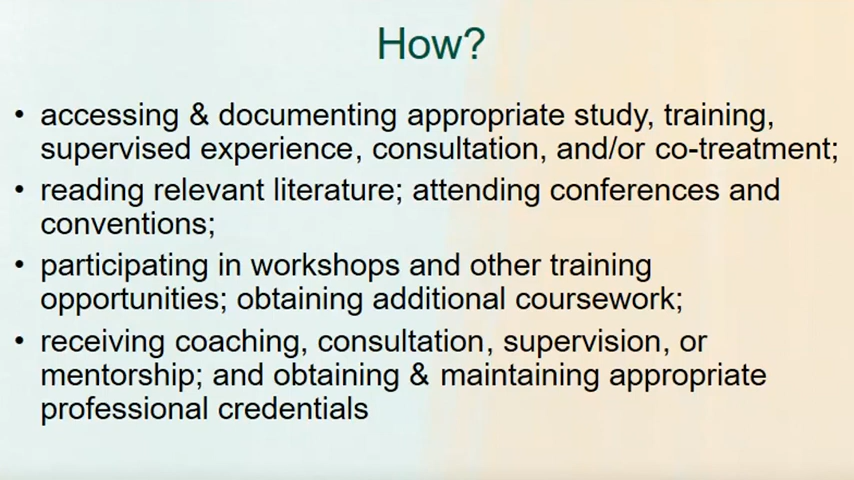 How?
• accessing & documenting appropriate study, training,
supervised experience, consultation, and/or co-treatment;
• reading relevant literature; attending conferences and
conventions;
• participating in workshops and other training
opportunities; obtaining additional coursework;
• receiving coaching, consultation, supervision, or
mentorship; and obtaining & maintaining appropriate
professional credentials